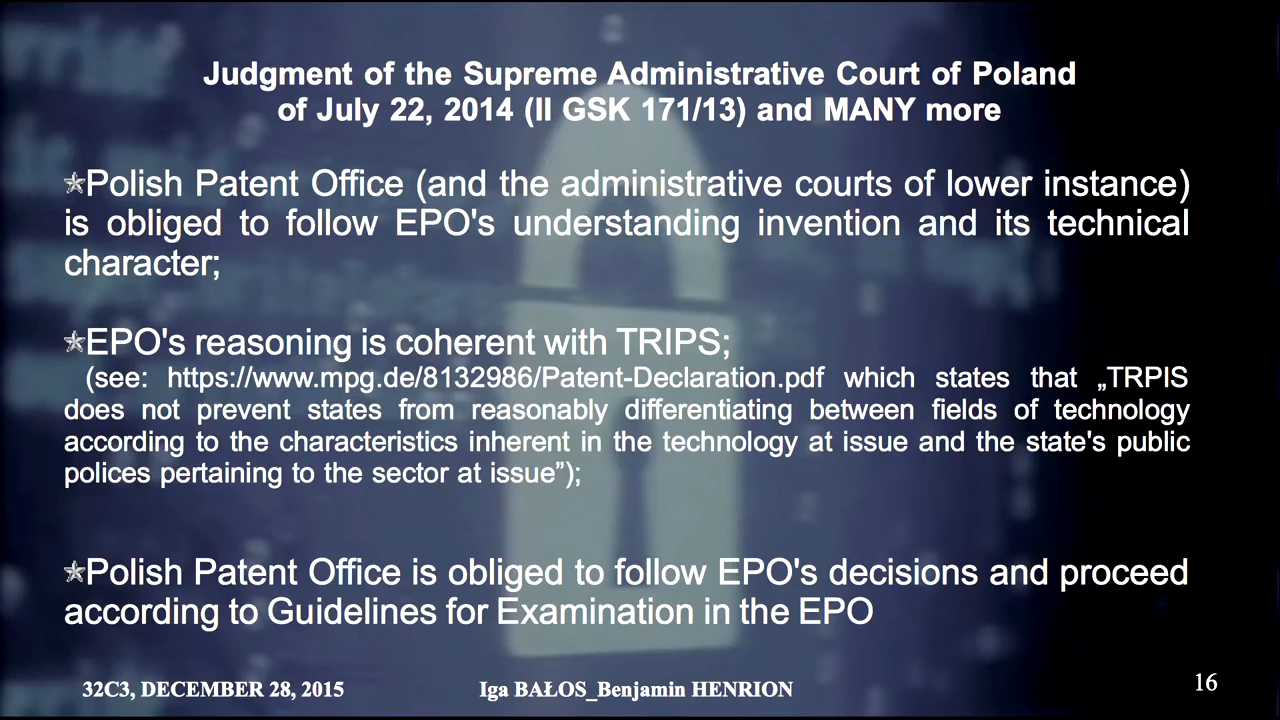 Judgment of the Supreme Administrative Court of Poland
of July 22, 2014 (II GSK 171/13) and MANY more
Polish Patent Office (and the administrative courts of lower instance)
is obliged to follow EPO's understanding invention and its technical
character;
EPO's reasoning is coherent with TRIPS;
(see: https://www.mpg.de/8132986/Patent-Declaration.pdf which states that „TRPIS
does not prevent states from reasonably differentiating between fields of technology
according to the characteristics inherent in the technology at issue and the state's public
polices pertaining to the sector at issue”);
Polish Patent Office is obliged to follow EPO's decisions and proceed
according to Guidelines for Examination in the EPO
32C3, DECEMBER 28, 2015 Iga BAŁOS_Benjamin HENRION 16